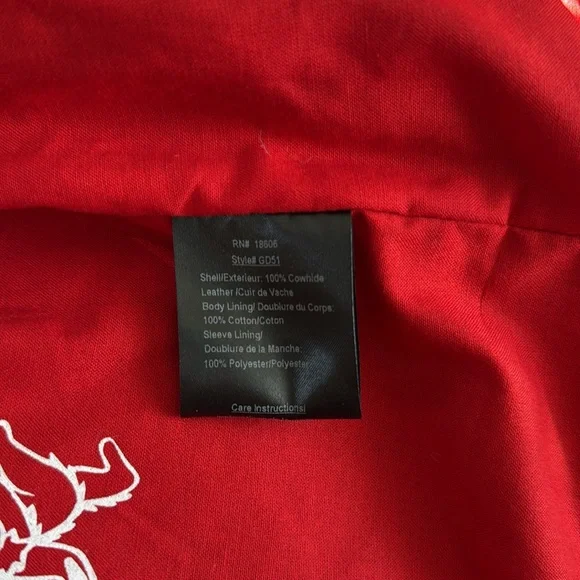 RN# 18606
Style# GD51
Shell/Exterieur: 100% Cowhide
Leather /Cuir de Vache
Body Lining/ Doublure du Corps:
100% Cotton/Coton
Sleeve Lining/
Doublure de la Manche:
100% Polyester/Polyester
Care Instructions/